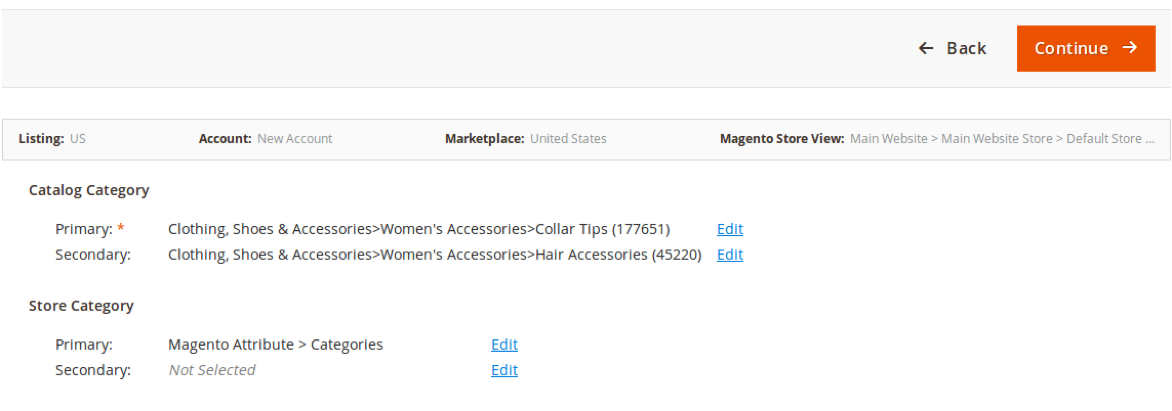 ← Back Continue →
Listing: US Account: New Account Marketplace: United States Magento Store View: Main Website > Main Website Store > Default Store ...
Catalog Category
Primary: * Clothing, Shoes & Accessories>Women's Accessories>Collar Tips (177651) Edit
Secondary: Clothing, Shoes & Accessories>Women's Accessories>Hair Accessories (45220) Edit
Store Category
Primary: Magento Attribute > Categories Edit
Secondary: Not Selected Edit